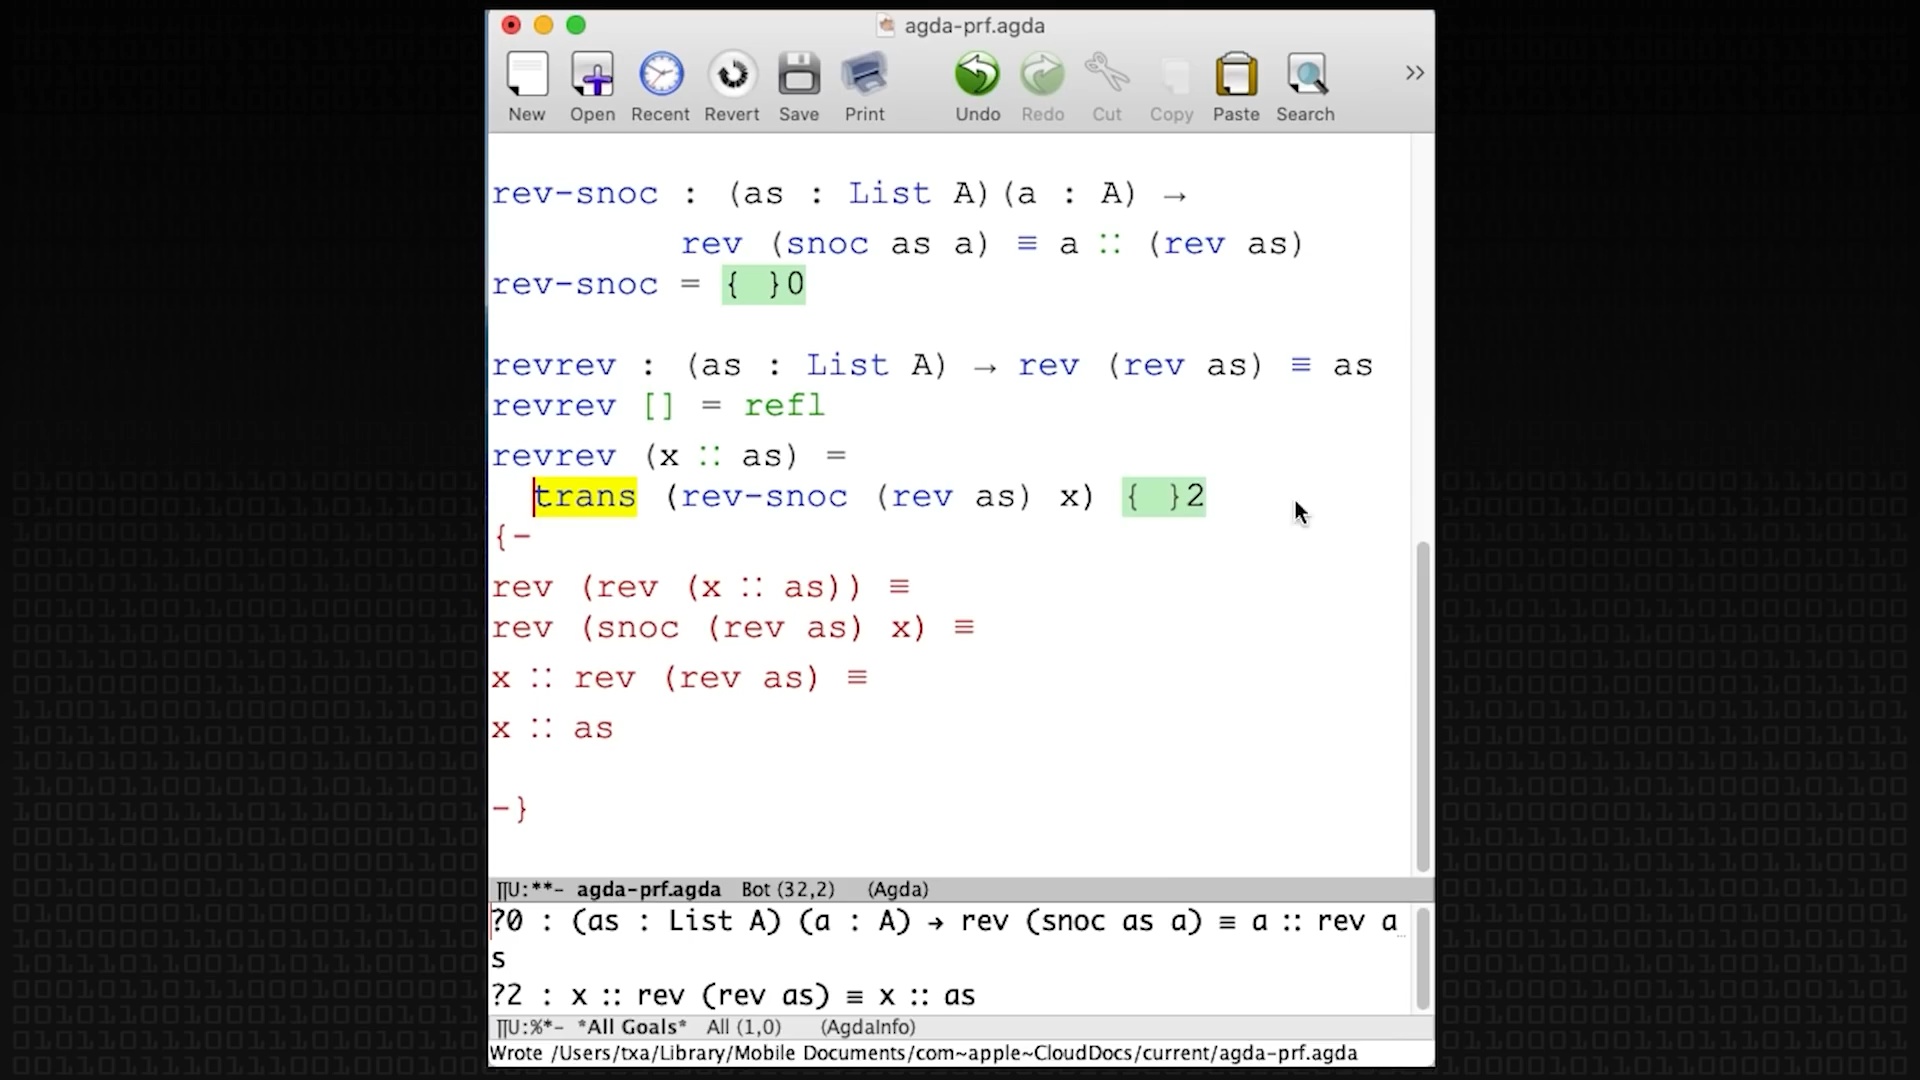 agda-prf.agda
New Open Recent Revert Save Print Undo Redo Cut Copy Paste Search
rev-snoc : (as : List A)(a : A) →
rev (snoc as a) ≡ a ∷ (rev as)
rev-snoc = { }0
revrev : (as : List A) → rev (rev as) ≡ as
revrev [] = refl
revrev (x ∷ as) =
trans (rev-snoc (rev as) x) { }2
{-
rev (rev (x ∷ as)) ≡
rev (snoc (rev as) x) ≡
x ∷ rev (rev as) ≡
x ∷ as
-}
∏U:**- agda-prf.agda Bot (32,2) (Agda)
?0 : (as : List A) (a : A) → rev (snoc as a) ≡ a ∷ rev a
s
?2 : x ∷ rev (rev as) ≡ x ∷ as
∏U:%*- *All Goals* All (1,0) (AgdaInfo)
Wrote /Users/txa/Library/Mobile Documents/com~apple~CloudDocs/current/agda-prf.agda